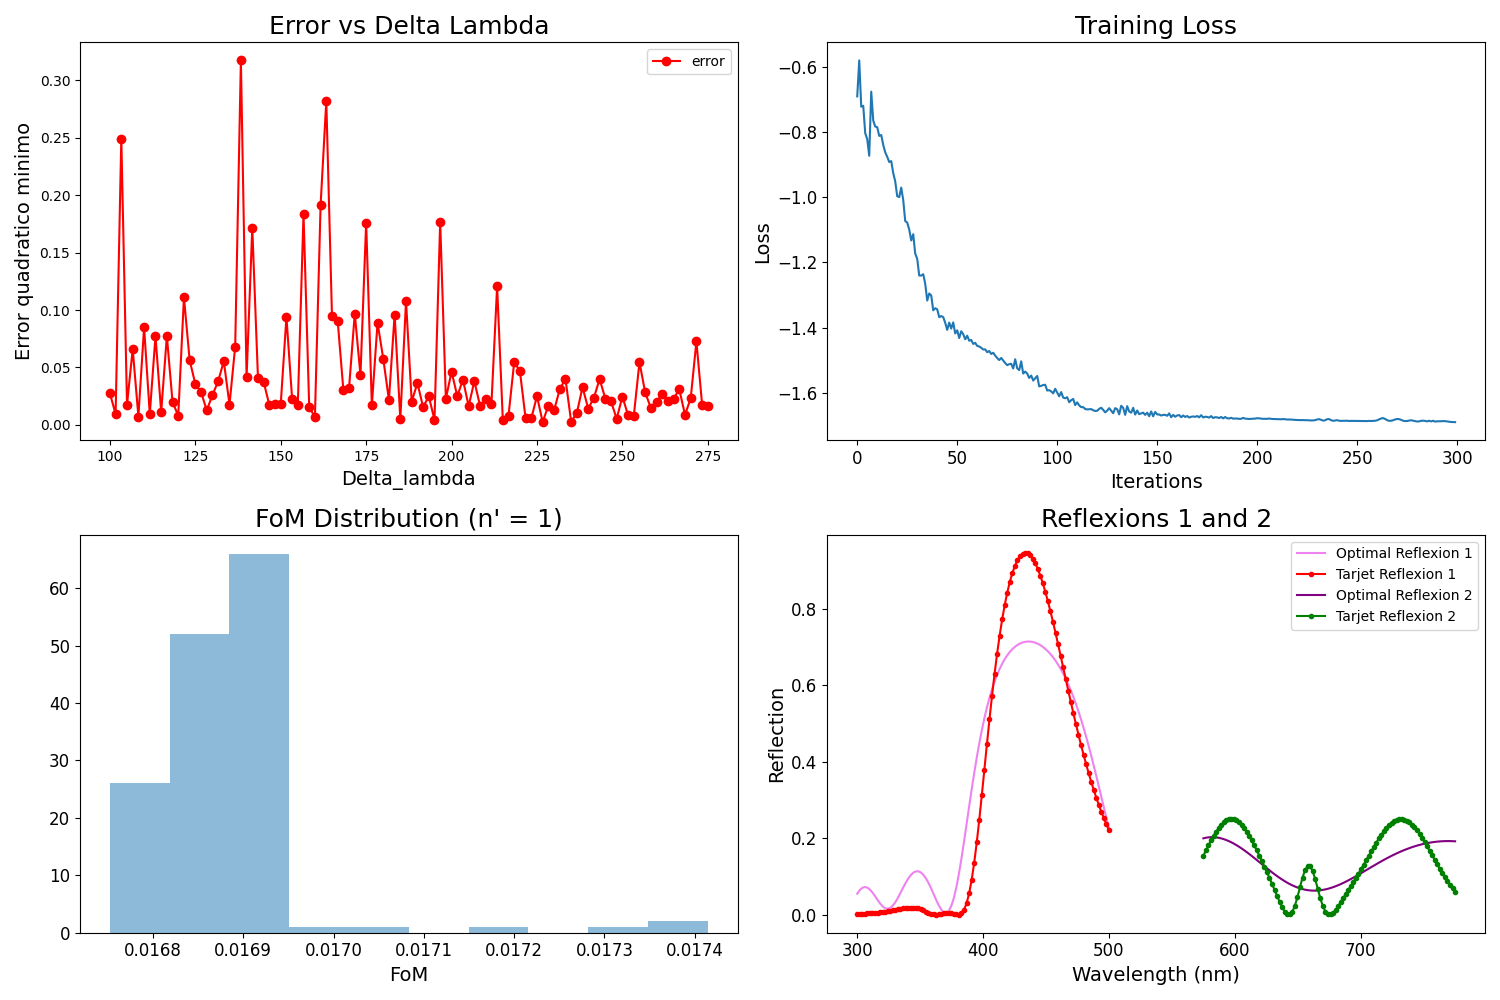 Error vs Delta Lambda
error
Error quadratico minimo
0.30
0.25
0.20
0.15
0.10
0.05
0.00
100 125 150 175 200 225 250 275
Delta_lambda
Training Loss
Loss
−0.6
−0.8
−1.0
−1.2
−1.4
−1.6
0 50 100 150 200 250 300
Iterations
FoM Distribution (n' = 1)
60
50
40
30
20
10
0
0.0168 0.0169 0.0170 0.0171 0.0172 0.0173 0.0174
FoM
Reflexions 1 and 2
Optimal Reflexion 1
Tarjet Reflexion 1
Optimal Reflexion 2
Tarjet Reflexion 2
Reflection
0.8
0.6
0.4
0.2
0.0
300 400 500 600 700
Wavelength (nm)